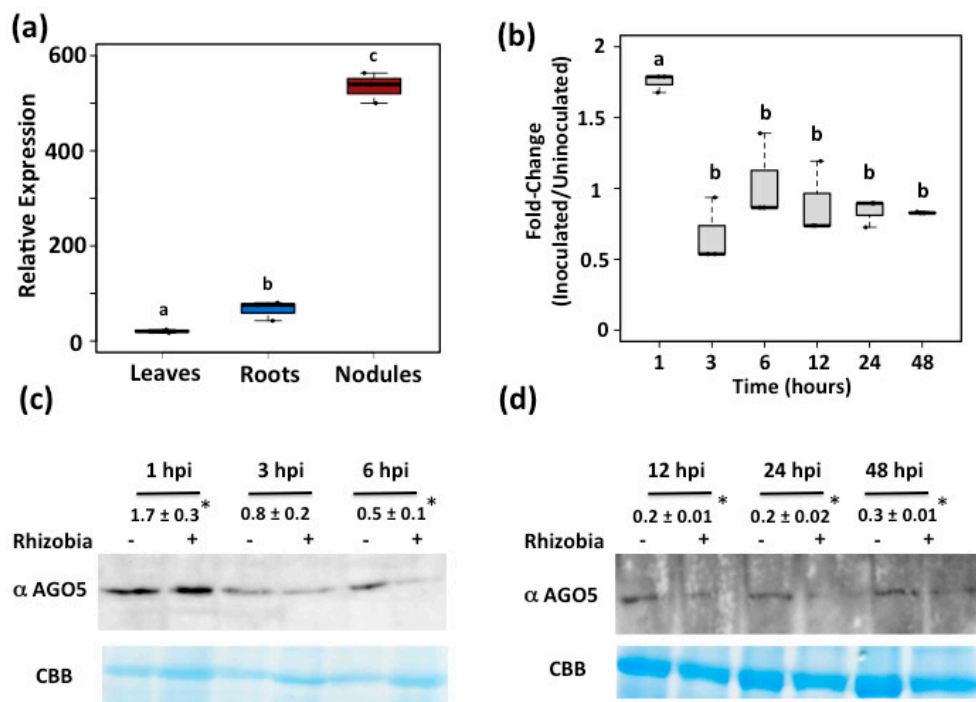 (a)
Relative Expression
600
400
200
0
a
b
c
Leaves Roots Nodules
(b)
Fold-Change
(Inoculated/Uninoculated)
2
1.5
1
0.5
0
a
b
b
b
b
b
1 3 6 12 24 48
Time (hours)
(c)
1 hpi 3 hpi 6 hpi
1.7 ± 0.3* 0.8 ± 0.2 0.5 ± 0.1*
Rhizobia - + - + - +
α AGO5
CBB
(d)
12 hpi 24 hpi 48 hpi
0.2 ± 0.01* 0.2 ± 0.02* 0.3 ± 0.01*
Rhizobia - + - + - +
α AGO5
CBB